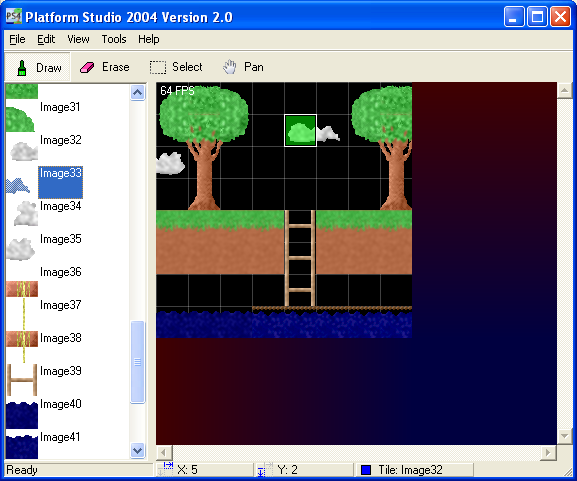 PS4 Platform Studio 2004 Version 2.0
File Edit View Tools Help
Draw Erase Select Pan
64 FPS
Image31
Image32
Image33
Image34
Image35
Image36
Image37
Image38
Image39
Image40
Image41
Ready X: 5 Y: 2 Tile: Image32